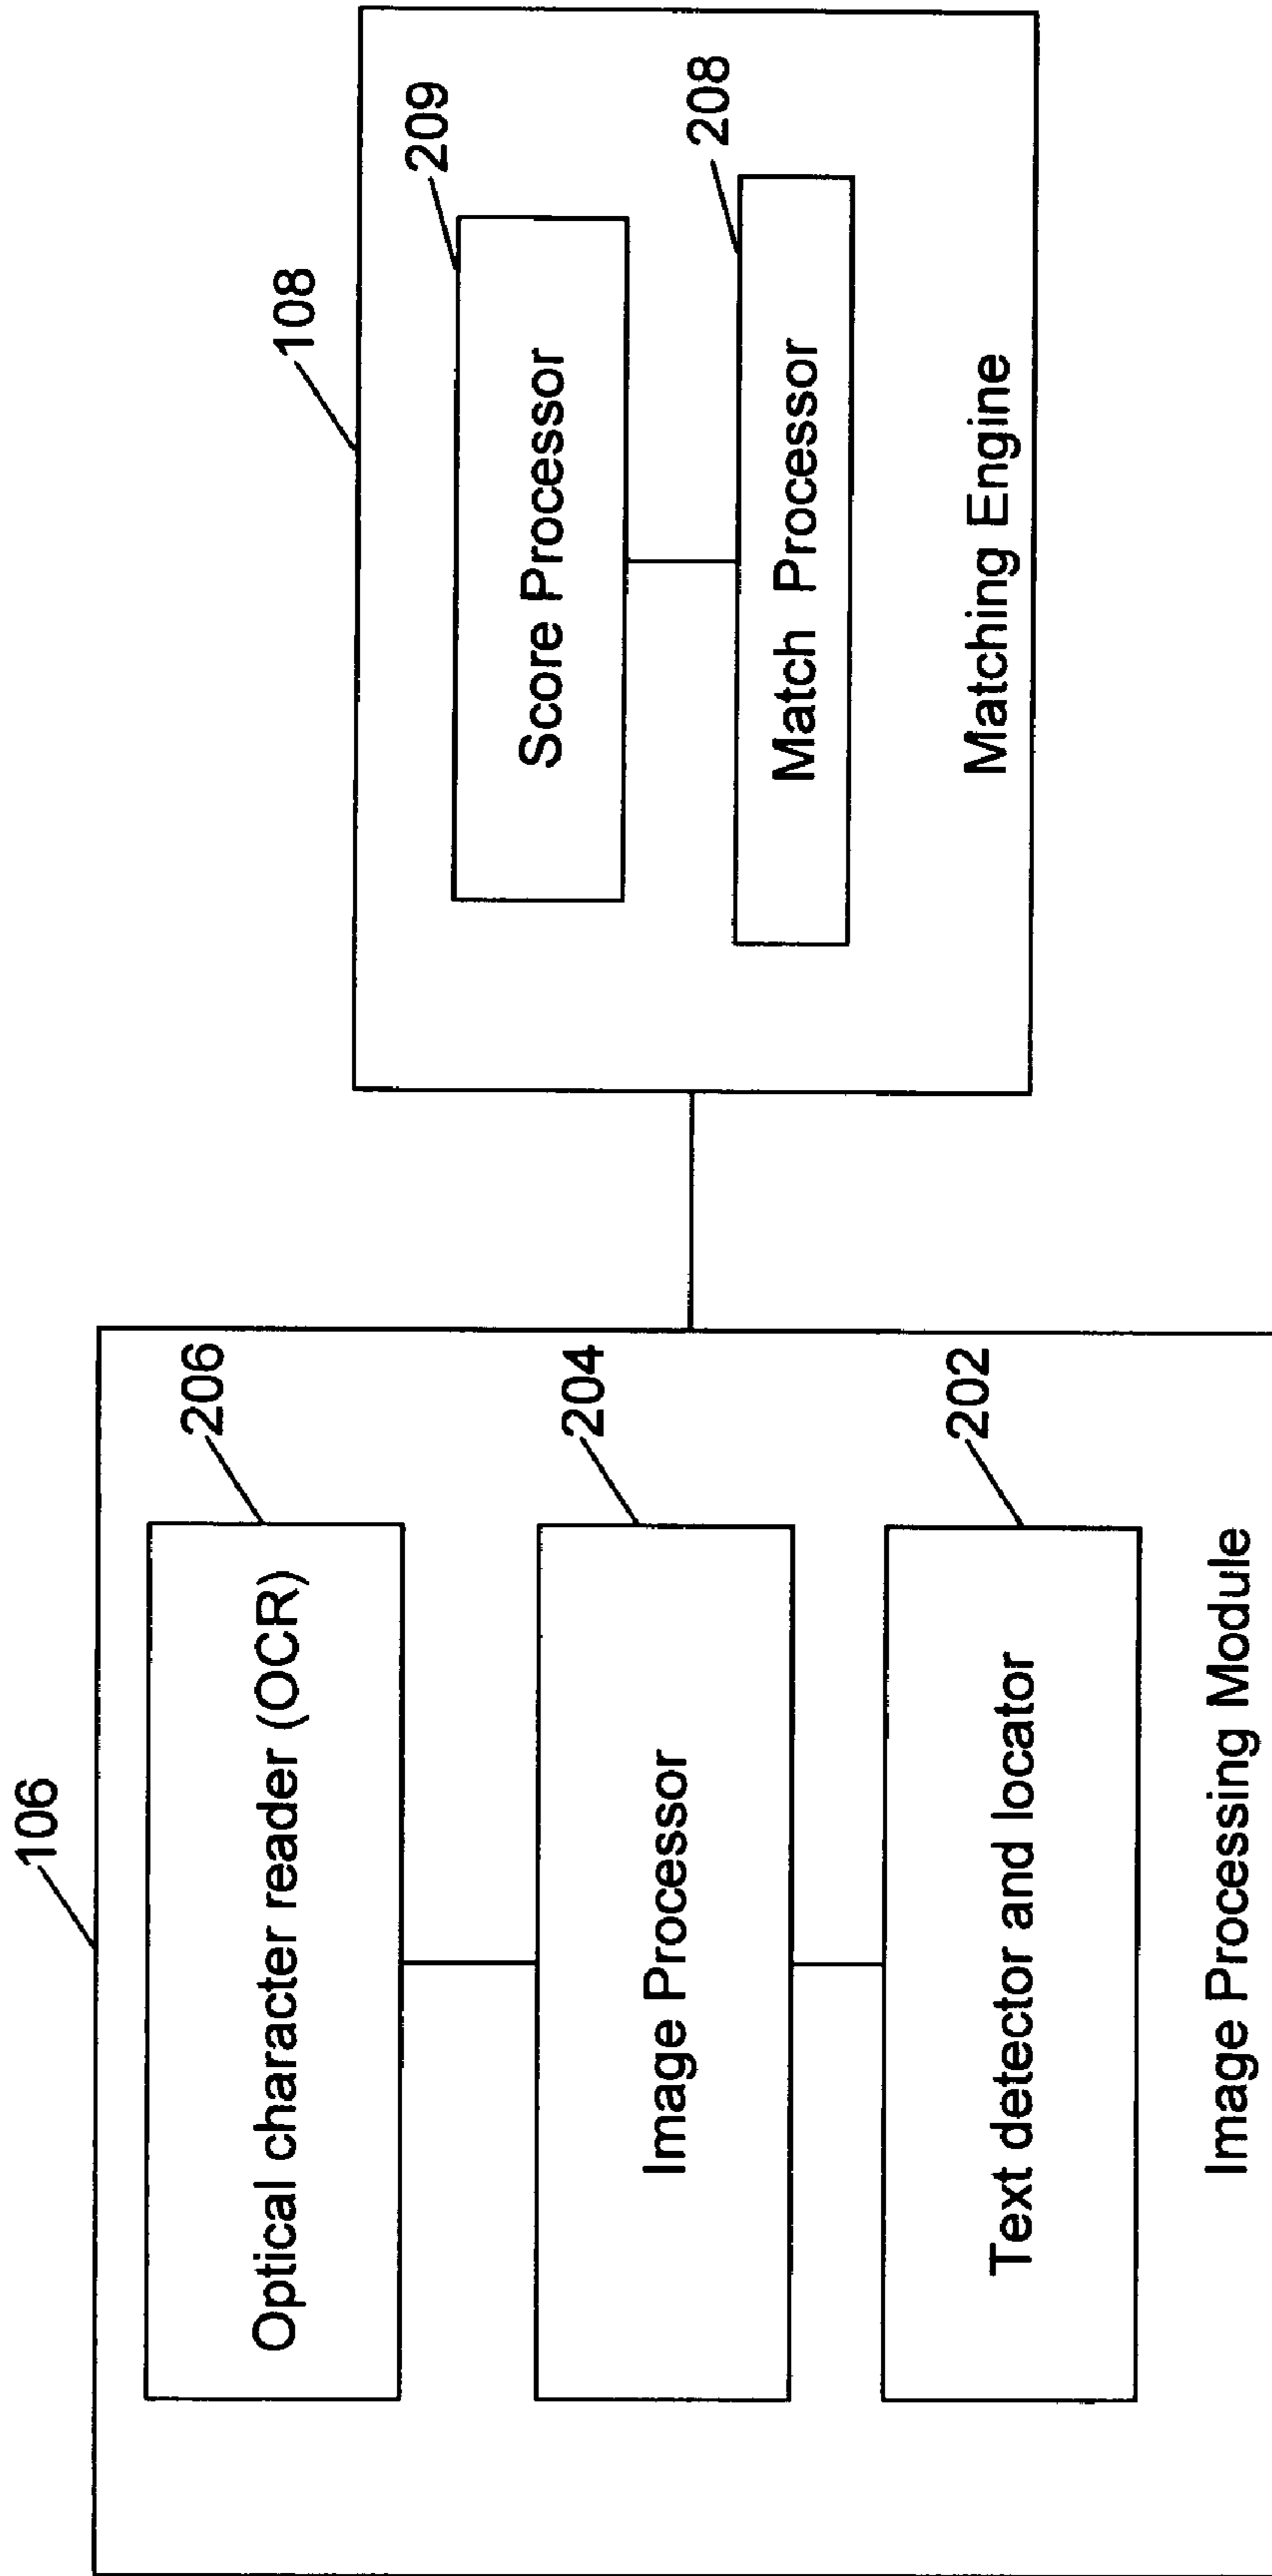 106
Optical character reader (OCR)
206
Image Processor
204
Text detector and locator
202
Image Processing Module
108
Score Processor
209
Match Processor
208
Matching Engine